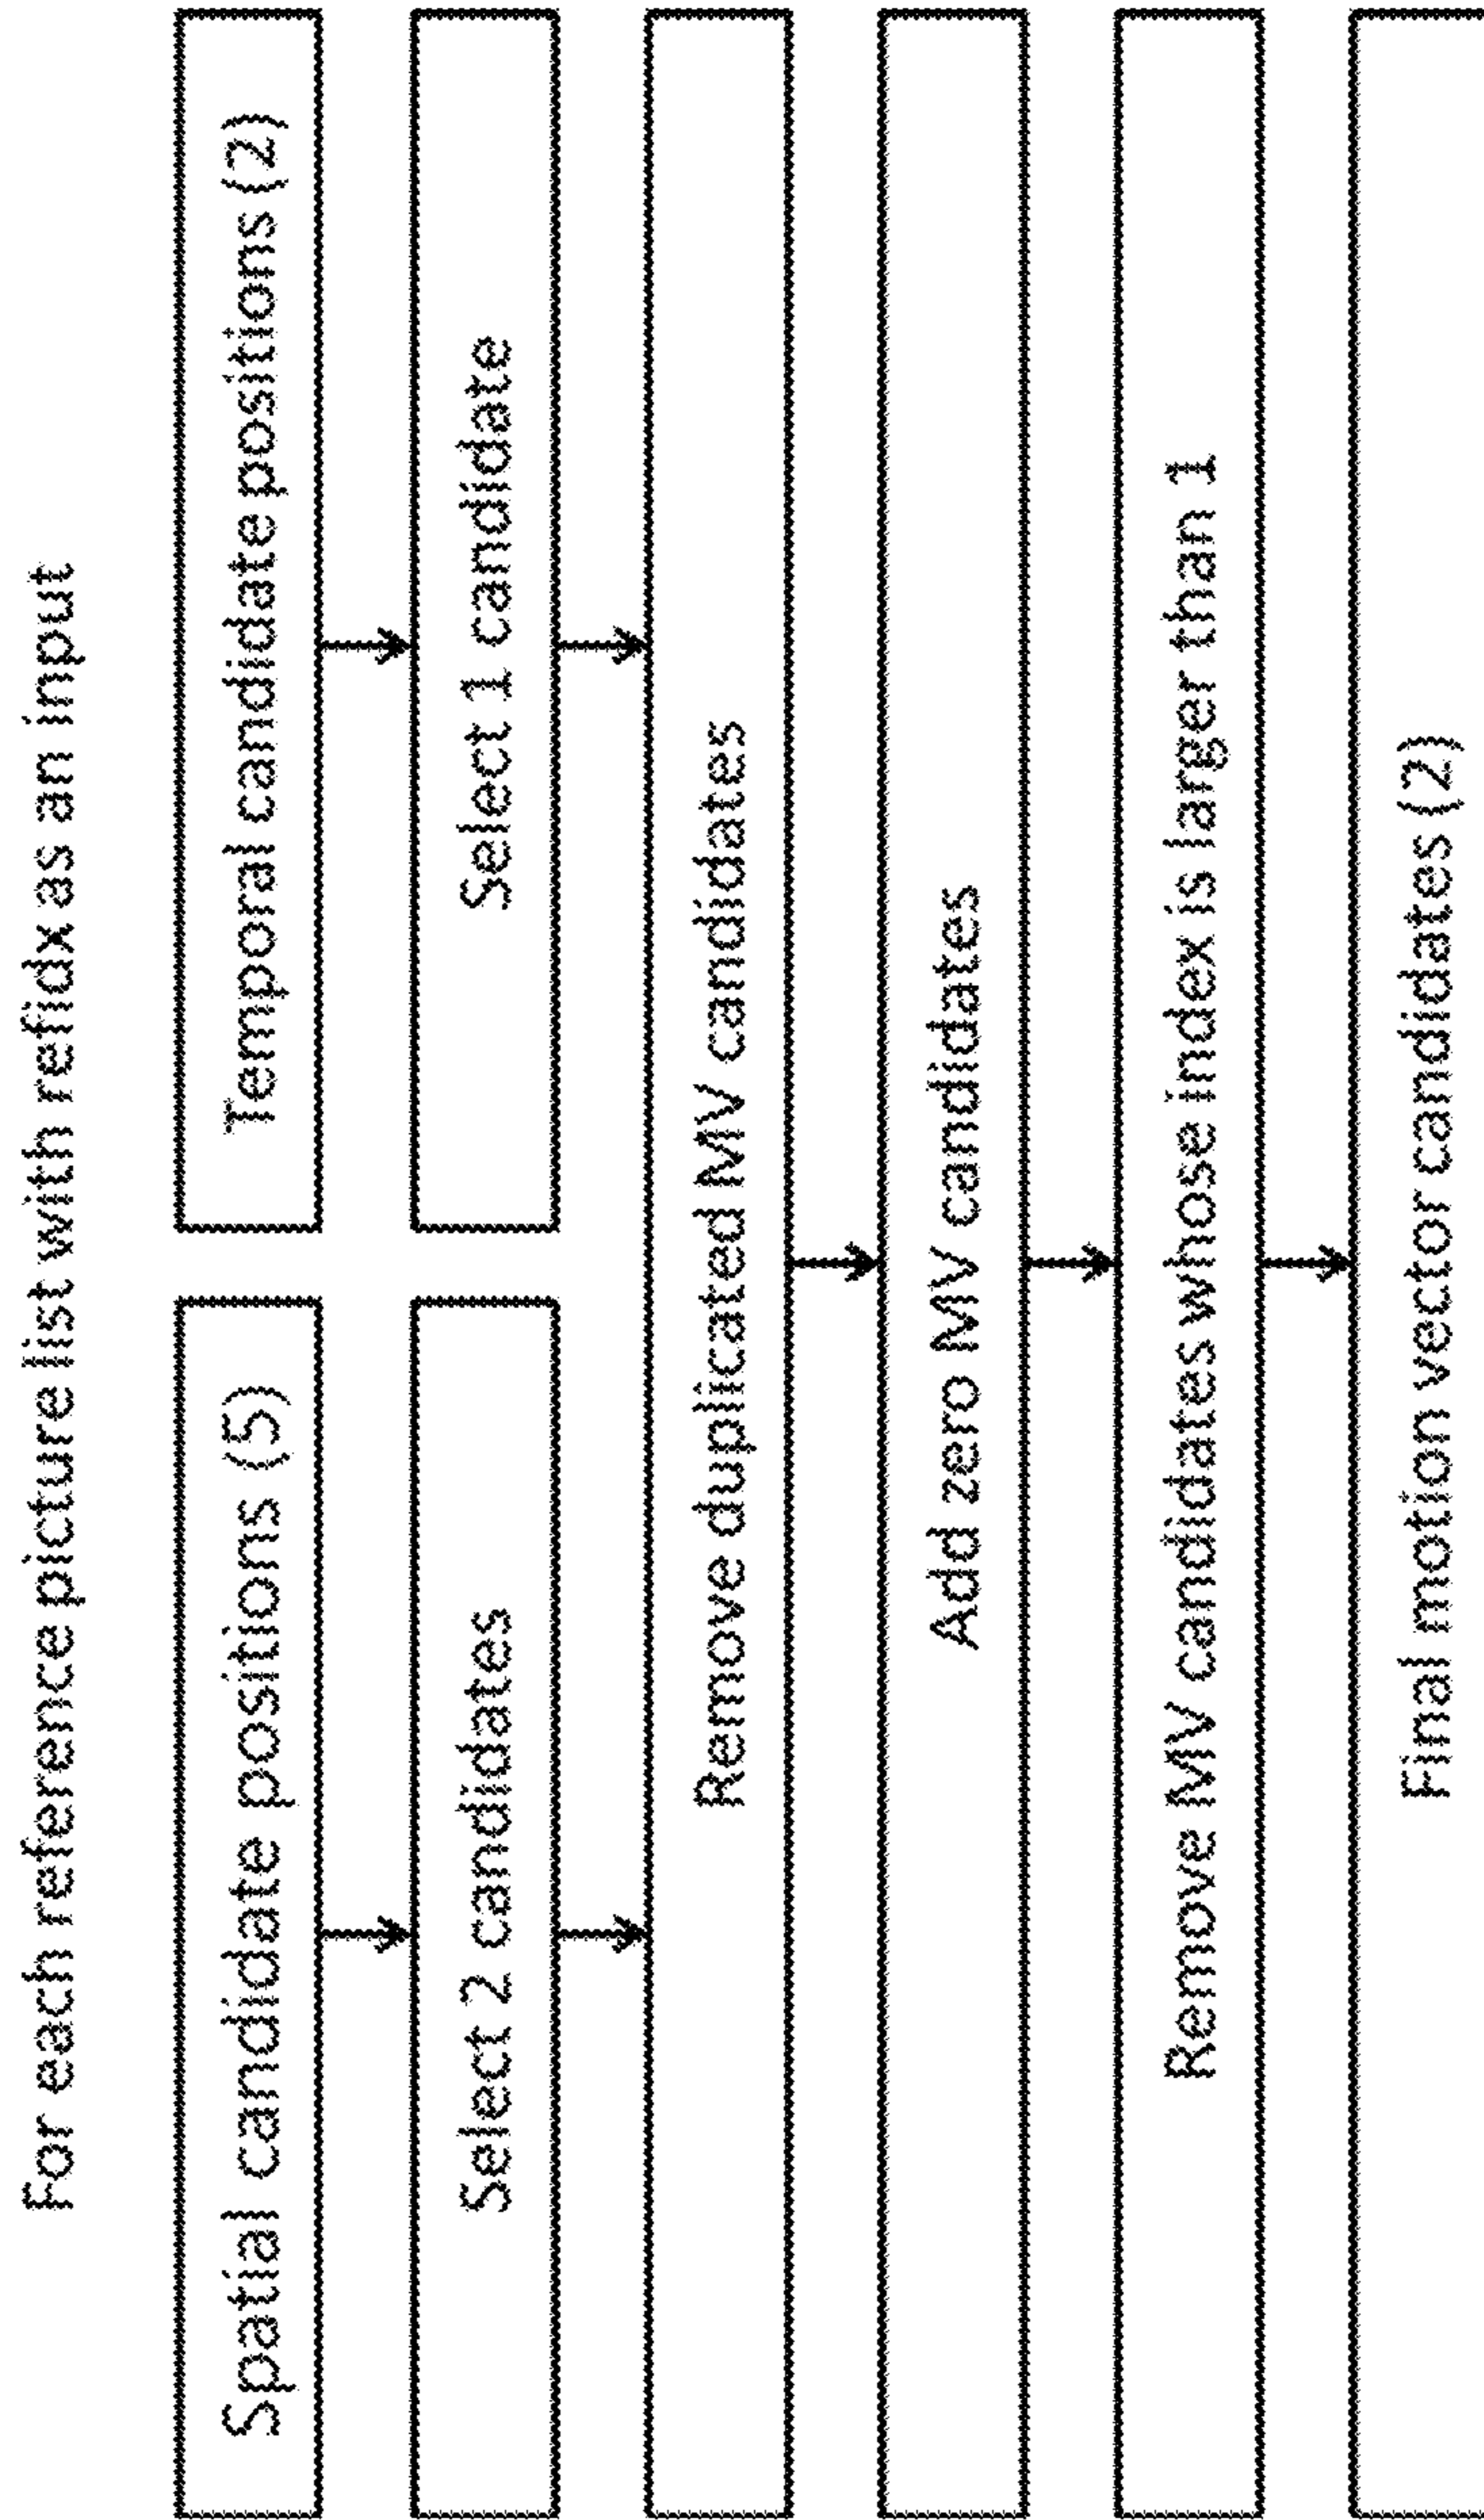 For each reference picture list with refidx as an input
Spatial candidate positions (5)
Temporal candidate positions (2)
Select 2 candidates
Select 1 candidate
Remove duplicated MV candidates
Add zero MV candidates
Remove MV candidates whose index is larger than 1
Final motion vector candidates (2)